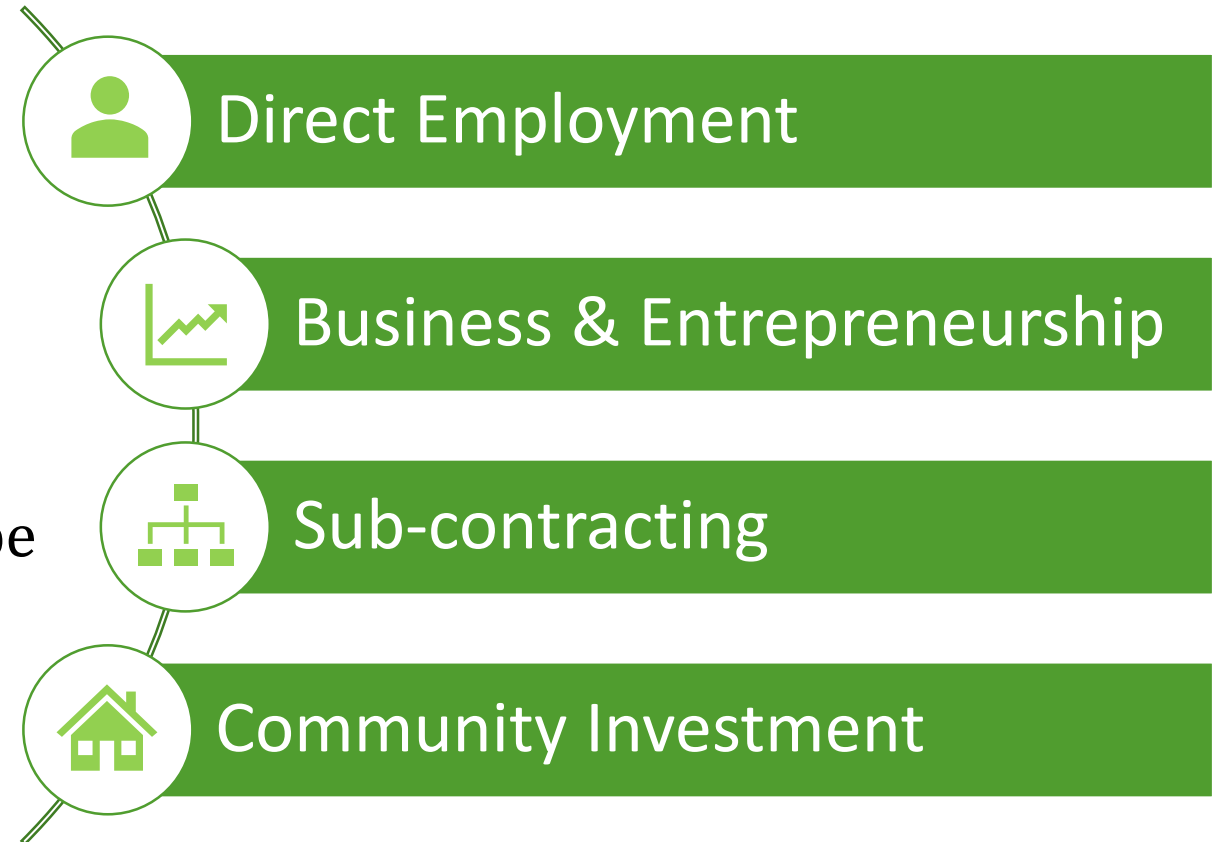 Direct Employment
Business & Entrepreneurship
Sub-contracting
Community Investment